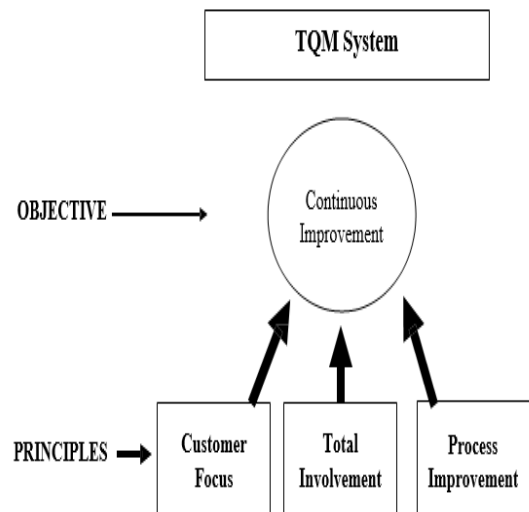 TQM System
Continuous
Improvement
OBJECTIVE
PRINCIPLES
Customer
Focus
Total
Involvement
Process
Improvement